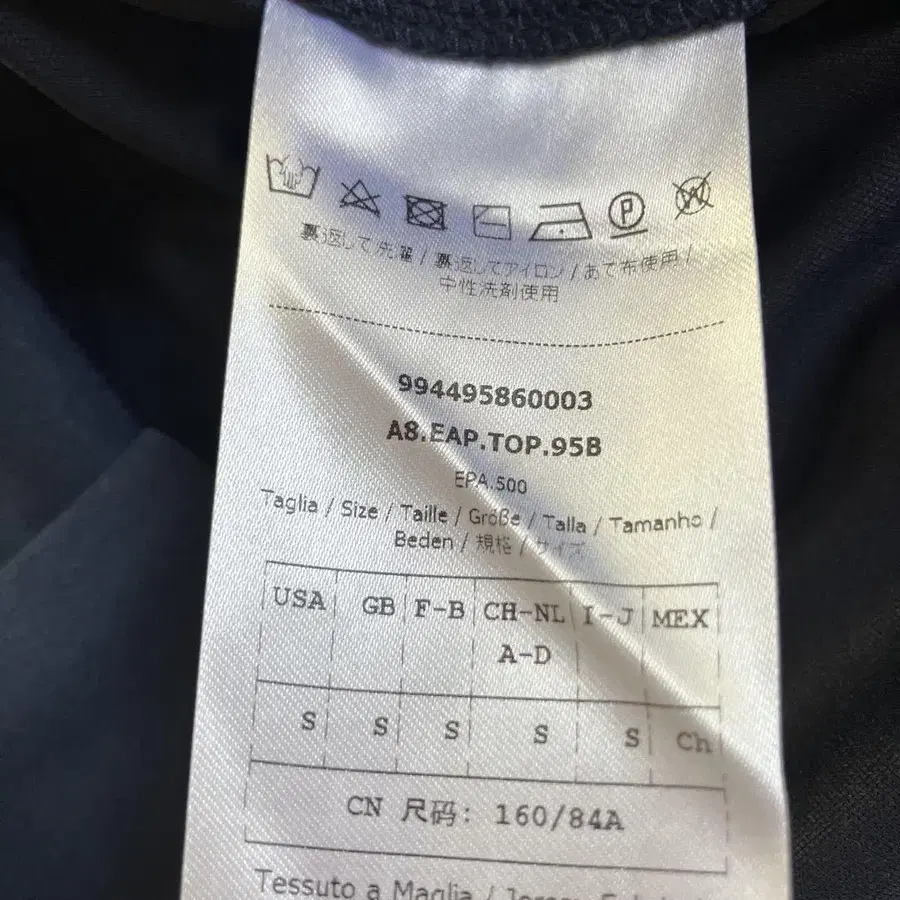 P W
裏返して洗濯 / 裏返してアイロン / あて布使用 /
中性洗剤使用
994495860003
A8.EAP.TOP.95B
EPA.500
Taglia / Size / Taille / Größe / Talla / Tamanho /
Beden / 規格 / サイズ
USA GB F-B CH-NL I-J MEX
A-D
S S S S S Ch
CN 尺码: 160/84A
Tessuto a Maglia / Jersey